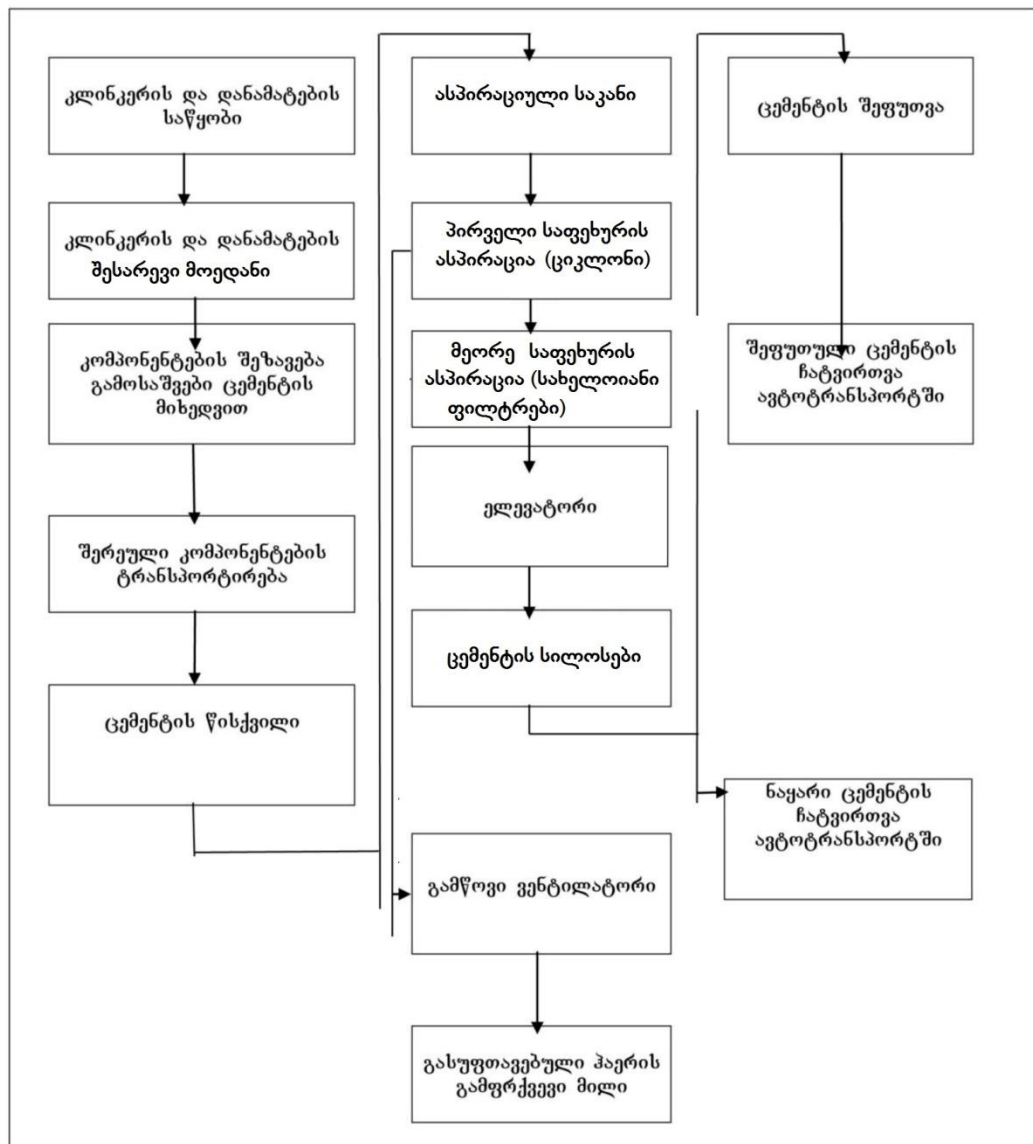 კლინკერის და დანამატების
საწყობი
კლინკერის და დანამატების
შესარევი მოედანი
კომპონენტების შეზავება
გამოსაშვები ცემენტის
მიხედვით
შერეული კომპონენტების
ტრანსპორტირება
ცემენტის წისქვილი
ასპირაციული საკანი
პირველი საფეხურის
ასპირაცია (ციკლონი)
მეორე საფეხურის
ასპირაცია (სახელოიანი
ფილტრები)
ელევატორი
ცემენტის სილოსები
გამწოვი ვენტილატორი
გასუფთავებული ჰაერის
გამფრქვევი მილი
ცემენტის შეფუთვა
შეფუთული ცემენტის
ჩატვირთვა
ავტოტრანსპორტში
ნაყარი ცემენტის
ჩატვირთვა
ავტოტრანსპორტში